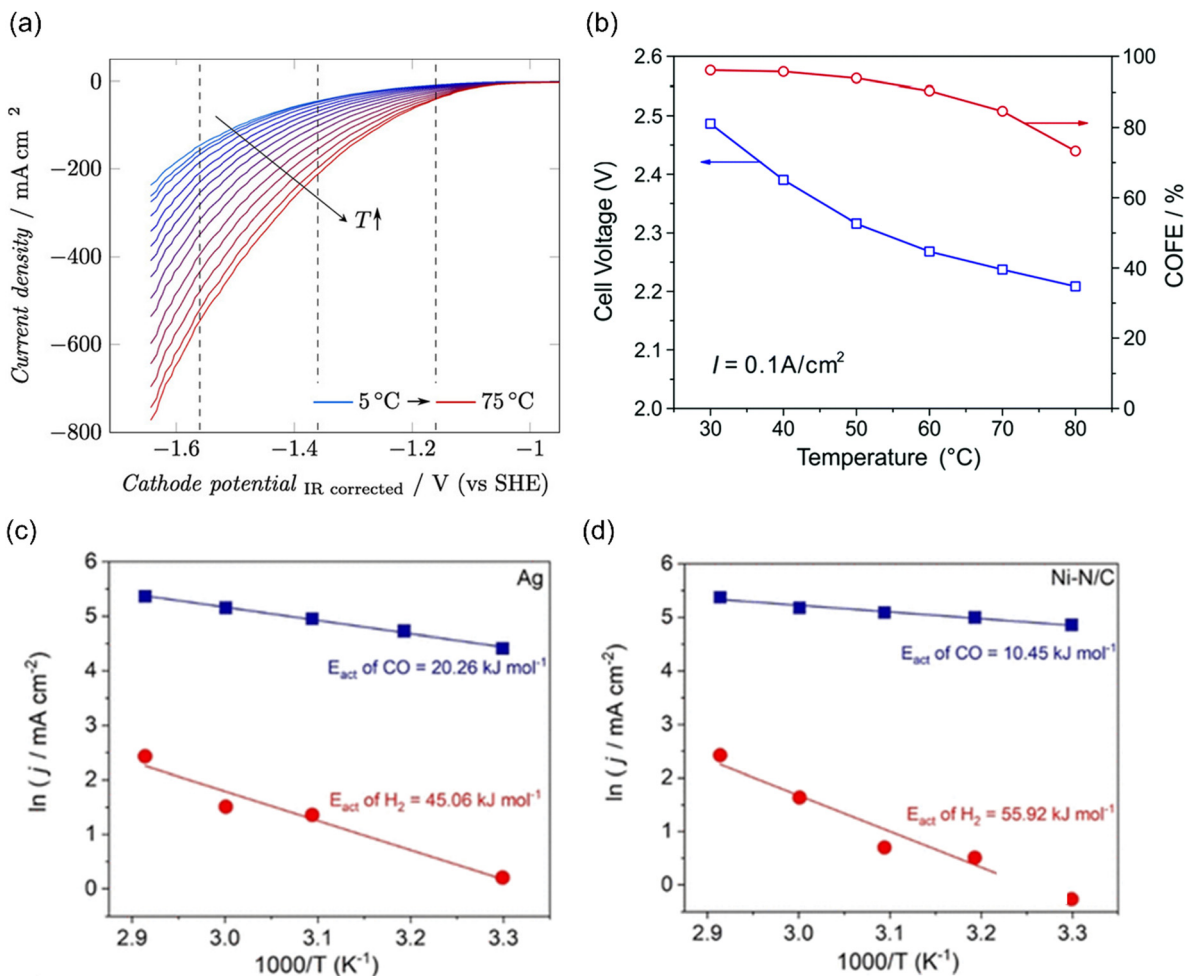 (a)
0
−200
−400
−600
−800
Current density / mA cm 2
T↑
5 °C → 75 °C
−1.6
−1.4
−1.2
−1
Cathode potential IR corrected / V (vs SHE)
(b)
2.6
2.5
2.4
2.3
2.2
2.1
2.0
Cell Voltage (V)
100
80
60
40
20
0
COFE / %
I = 0.1A/cm2
30 40 50 60 70 80
Temperature (°C)
(c)
6
5
4
3
2
1
0
ln (j / mA cm-2)
Ag
Eact of CO = 20.26 kJ mol-1
Eact of H2 = 45.06 kJ mol-1
2.9 3.0 3.1 3.2 3.3
1000/T (K-1)
(d)
6
5
4
3
2
1
0
ln (j / mA cm-2)
Ni-N/C
Eact of CO = 10.45 kJ mol-1
Eact of H2 = 55.92 kJ mol-1
2.9 3.0 3.1 3.2 3.3
1000/T (K-1)